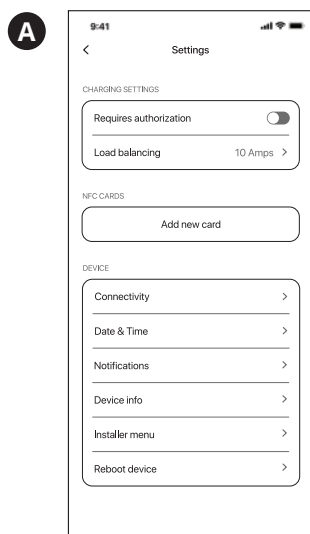 A
9:41
Settings
CHARGING SETTINGS
Requires authorization
Load balancing 10 Amps >
NFC CARDS
Add new card
DEVICE
Connectivity >
Date & Time >
Notifications >
Device info >
Installer menu >
Reboot device >